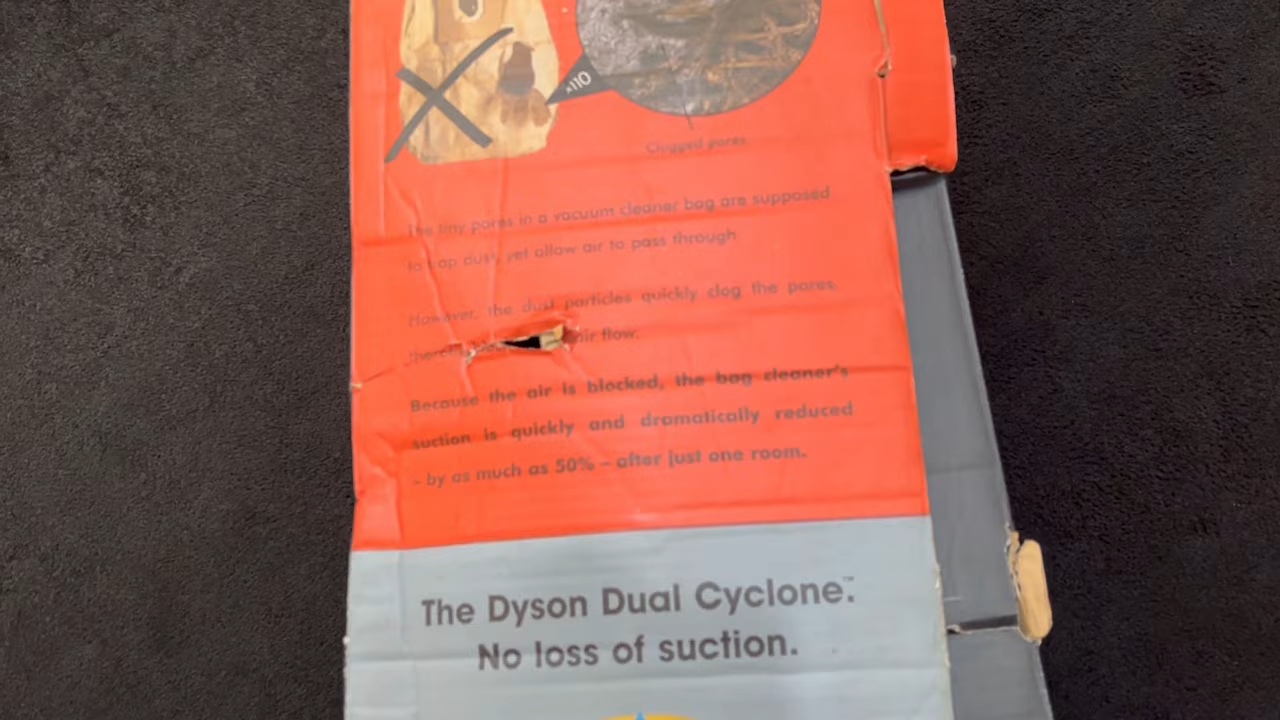 x110
Clogged pores
The tiny pores in a vacuum cleaner bag are supposed
to trap dust, yet allow air to pass through
However, the dust particles quickly clog the pores,
air flow.
Because the air is blocked, the bag cleaner's
suction is quickly and dramatically reduced
- by as much as 50% - after just one room.
The Dyson Dual Cyclone.™
No loss of suction.